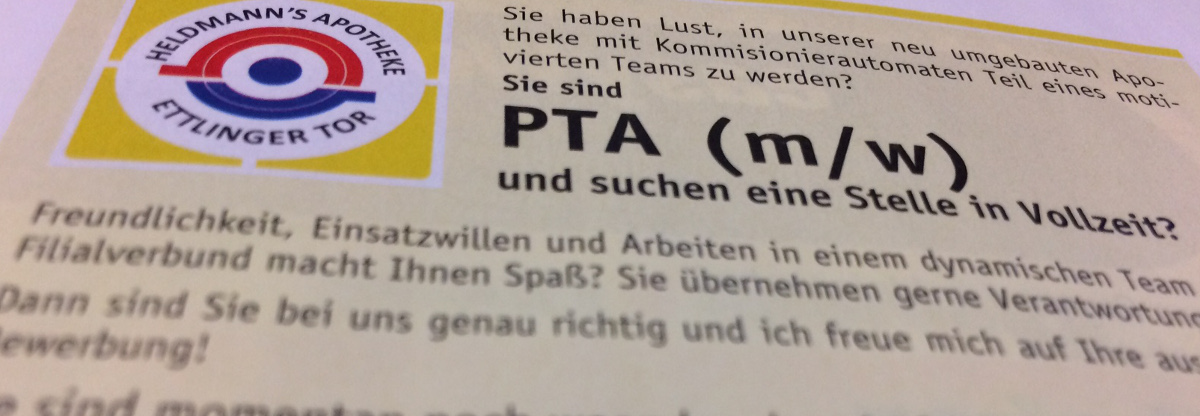 HELDMANN'S APOTHEKE
ETTLINGER TOR
Sie haben Lust, in unserer neu umgebauten Apo-
theke mit Kommisionierautomaten Teil eines moti-
vierten Teams zu werden?
Sie sind
PTA (m/w)
und suchen eine Stelle in Vollzeit?
Freundlichkeit, Einsatzwillen und Arbeiten in einem dynamischen Team
Filialverbund macht Ihnen Spaß? Sie übernehmen gerne Verantwortung
Dann sind Sie bei uns genau richtig und ich freue mich auf Ihre aus
ewerbung!
sind momentan noch